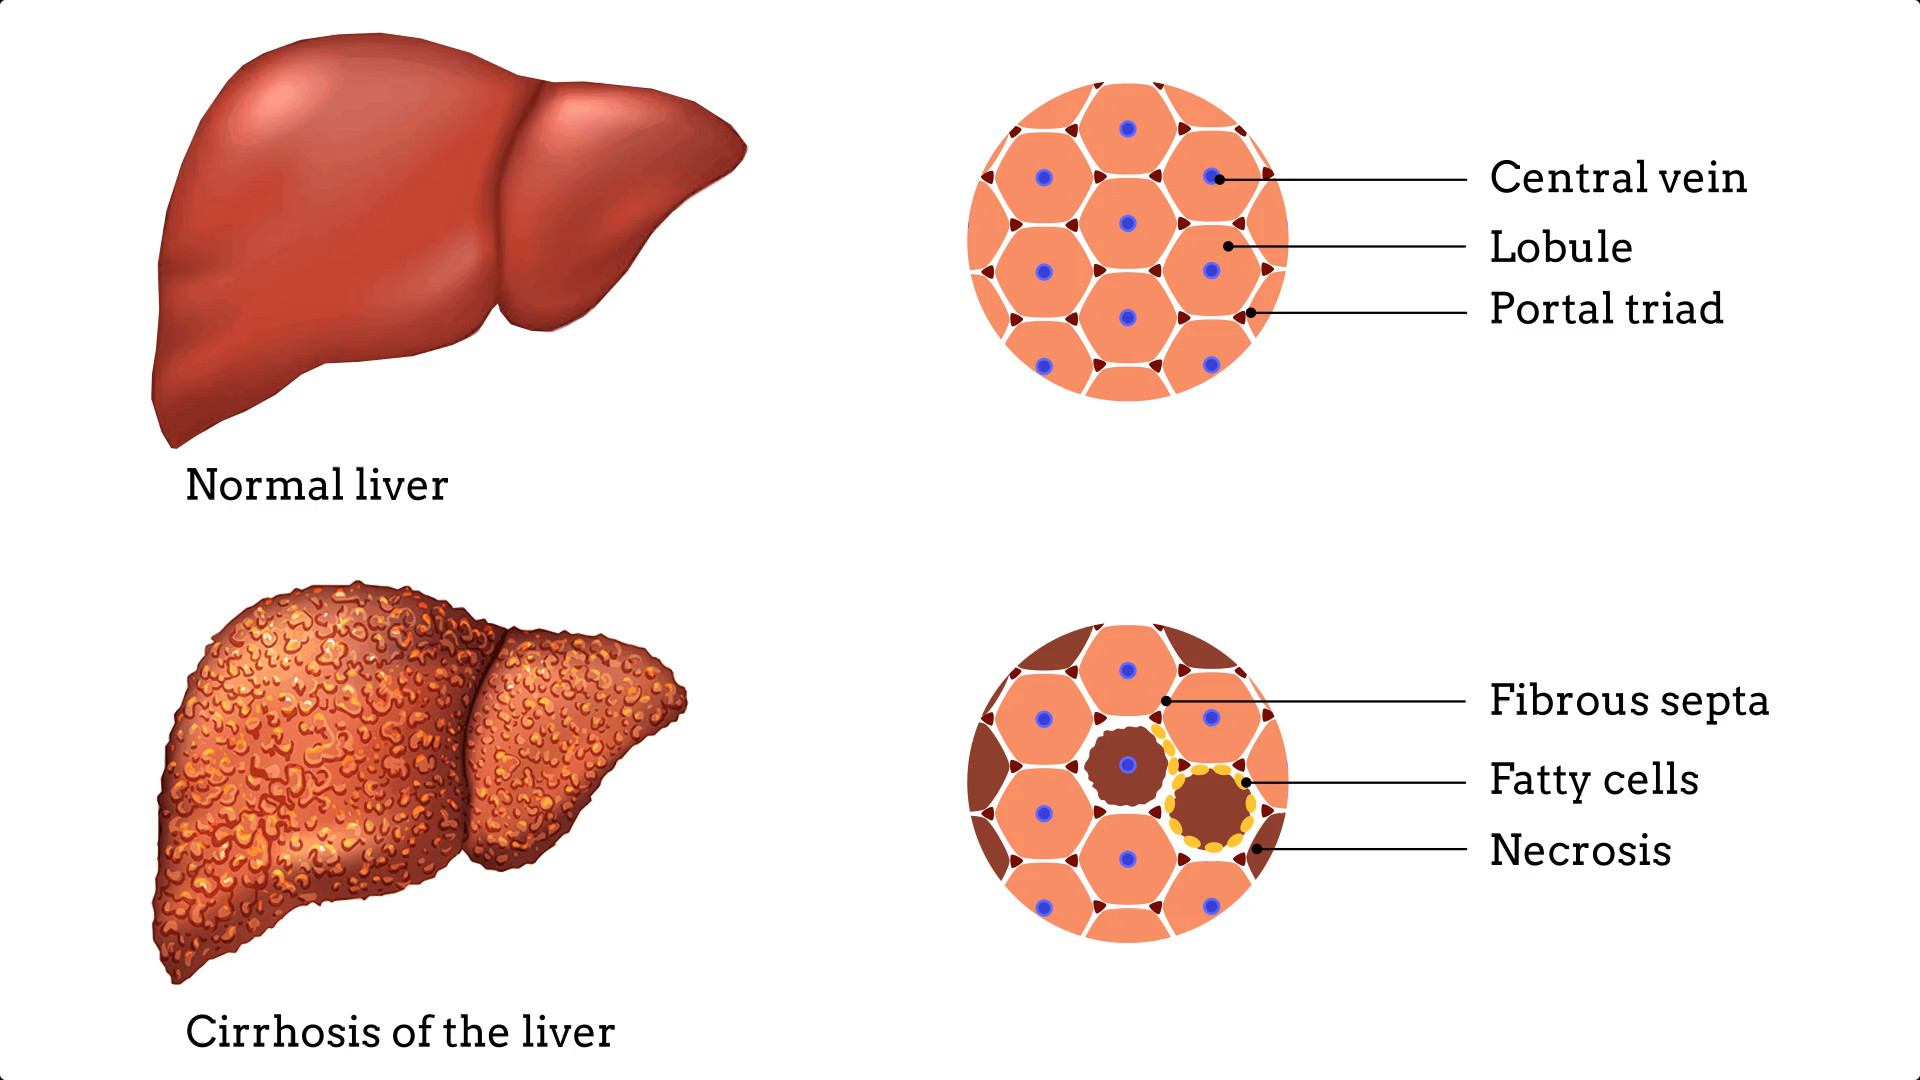 Central vein
Lobule
Portal triad
Normal liver
Fibrous septa
Fatty cells
Necrosis
Cirrhosis of the liver